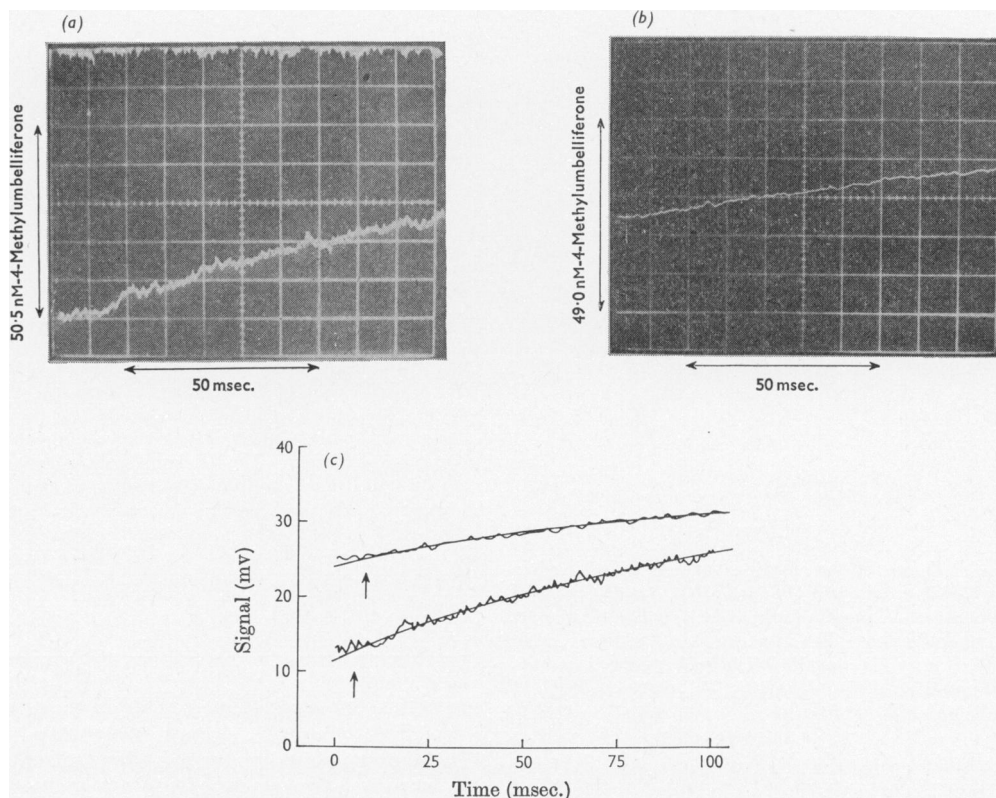 (a)
50·5 nM-4-Methylumbelliferone
50 msec.
(b)
49·0 nM-4-Methylumbelliferone
50 msec.
(c)
40
30
20
10
0
Signal (mv)
0 25 50 75 100
Time (msec.)